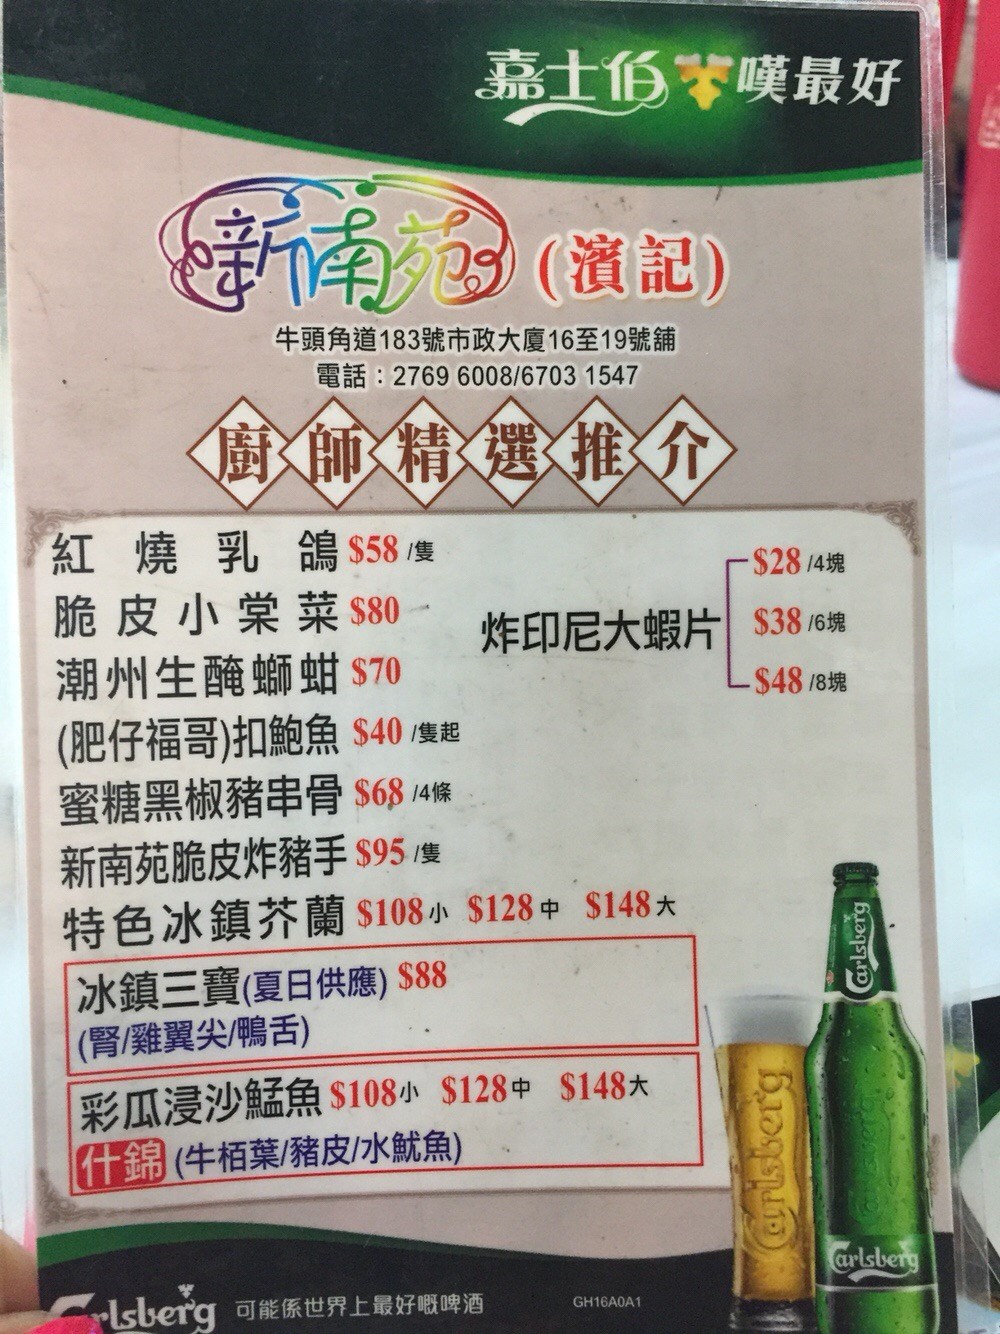 嘉士伯 嘆最好
新南苑 (濱記)
牛頭角道183號市政大廈16至19號舖
電話：2769 6008/6703 1547
廚師精選推介
紅燒乳鴿 $58 /隻
脆皮小棠菜 $80
潮州生醃螄蚶 $70
(肥仔福哥)扣鮑魚 $40 /隻起
蜜糖黑椒豬串骨 $68 /4條
新南苑脆皮炸豬手 $95 /隻
特色冰鎮芥蘭 $108小 $128中 $148大
炸印尼大蝦片
$28 /4塊
$38 /6塊
$48 /8塊
冰鎮三寶(夏日供應) $88
(腎/雞翼尖/鴨舌)
彩瓜浸沙鯭魚 $108小 $128中 $148大
什錦 (牛栢葉/豬皮/水魷魚)
Carlsberg
Carlsberg
Carlsberg
Carlsberg
可能係世界上最好嘅啤酒
GH16A0A1